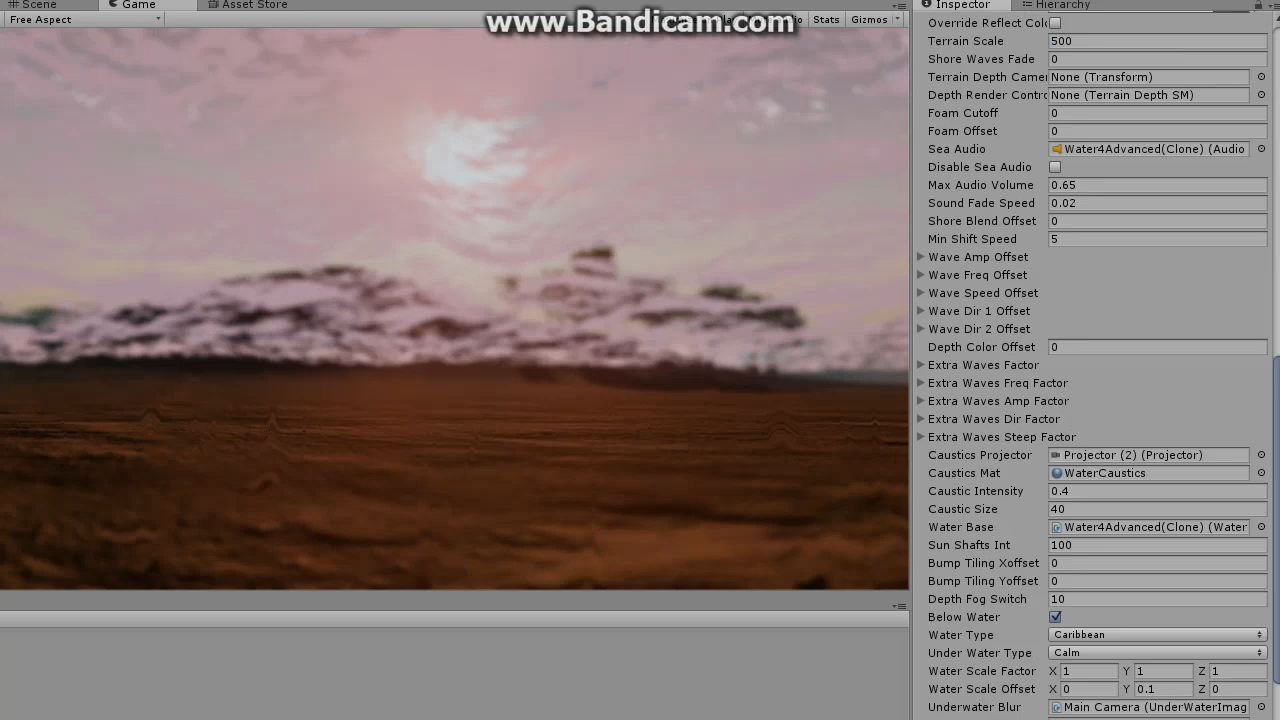 Scene Game Asset Store
www.Bandicam.com
Free Aspect Stats Gizmos
Inspector Hierarchy
Override Reflect Colo
Terrain Scale 500
Shore Waves Fade 0
Terrain Depth Camer None (Transform)
Depth Render Contro None (Terrain Depth SM)
Foam Cutoff 0
Foam Offset 0
Sea Audio Water4Advanced(Clone) (Audio
Disable Sea Audio
Max Audio Volume 0.65
Sound Fade Speed 0.02
Shore Blend Offset 0
Min Shift Speed 5
Wave Amp Offset
Wave Freq Offset
Wave Speed Offset
Wave Dir 1 Offset
Wave Dir 2 Offset
Depth Color Offset 0
Extra Waves Factor
Extra Waves Freq Factor
Extra Waves Amp Factor
Extra Waves Dir Factor
Extra Waves Steep Factor
Caustics Projector Projector (2) (Projector)
Caustics Mat WaterCaustics
Caustic Intensity 0.4
Caustic Size 40
Water Base Water4Advanced(Clone) (Water
Sun Shafts Int 100
Bump Tiling Xoffset 0
Bump Tiling Yoffset 0
Depth Fog Switch 10
Below Water
Water Type Caribbean
Under Water Type Calm
Water Scale Factor X 1 Y 1 Z 1
Water Scale Offset X 0 Y 0.1 Z 0
Underwater Blur Main Camera (UnderWaterImag